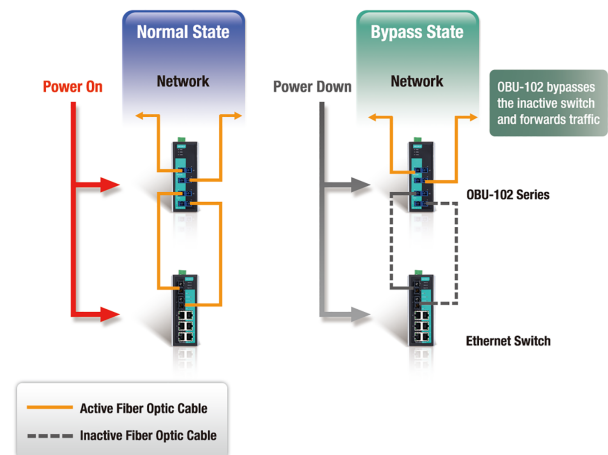 Normal State
Bypass State
Network
Network
Power On
Power Down
OBU-102 bypasses
the inactive switch
and forwards traffic
OBU-102 Series
Ethernet Switch
Active Fiber Optic Cable
Inactive Fiber Optic Cable